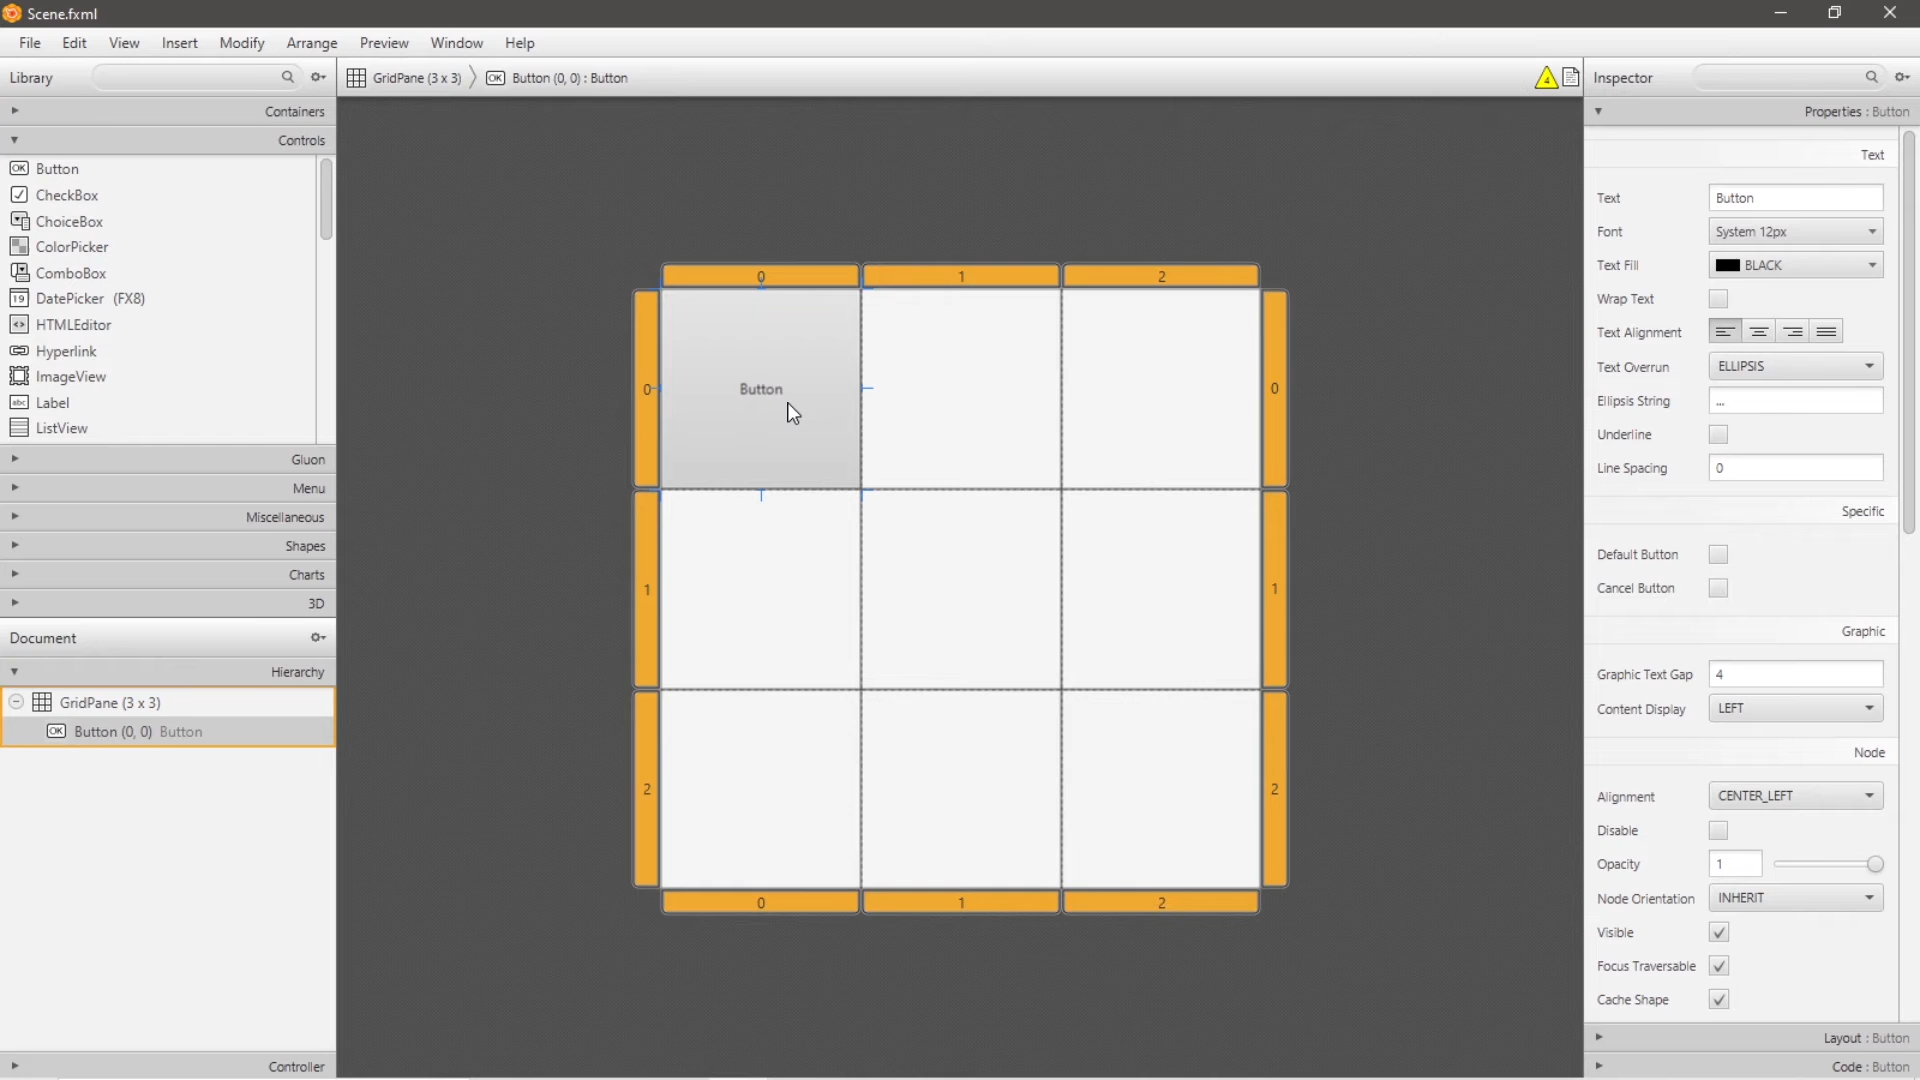 Scene.fxml
File Edit View Insert Modify Arrange Preview Window Help
Library
GridPane (3 x 3) OK Button (0, 0) : Button
4
Inspector
Containers
Controls
OK Button
CheckBox
ChoiceBox
ColorPicker
ComboBox
19 DatePicker (FX8)
<> HTMLEditor
Hyperlink
ImageView
abc Label
ListView
Gluon
Menu
Miscellaneous
Shapes
Charts
3D
Document
Hierarchy
GridPane (3 x 3)
OK Button (0, 0) Button
Controller
0 1 2
0 Button 0
1 1
2 2
0 1 2
Properties : Button
Text
Text Button
Font System 12px
Text Fill BLACK
Wrap Text
Text Alignment
Text Overrun ELLIPSIS
Ellipsis String ...
Underline
Line Spacing 0
Specific
Default Button
Cancel Button
Graphic
Graphic Text Gap 4
Content Display LEFT
Node
Alignment CENTER_LEFT
Disable
Opacity 1
Node Orientation INHERIT
Visible
Focus Traversable
Cache Shape
Layout : Button
Code : Button